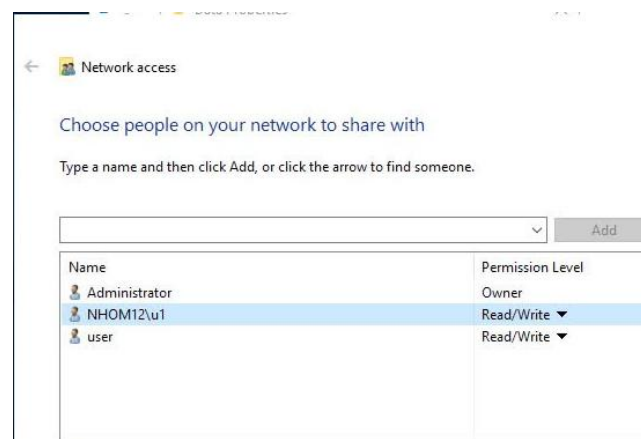 Network access
Choose people on your network to share with
Type a name and then click Add, or click the arrow to find someone.
Add
Name Permission Level
Administrator Owner
NHOM12\u1 Read/Write
user Read/Write